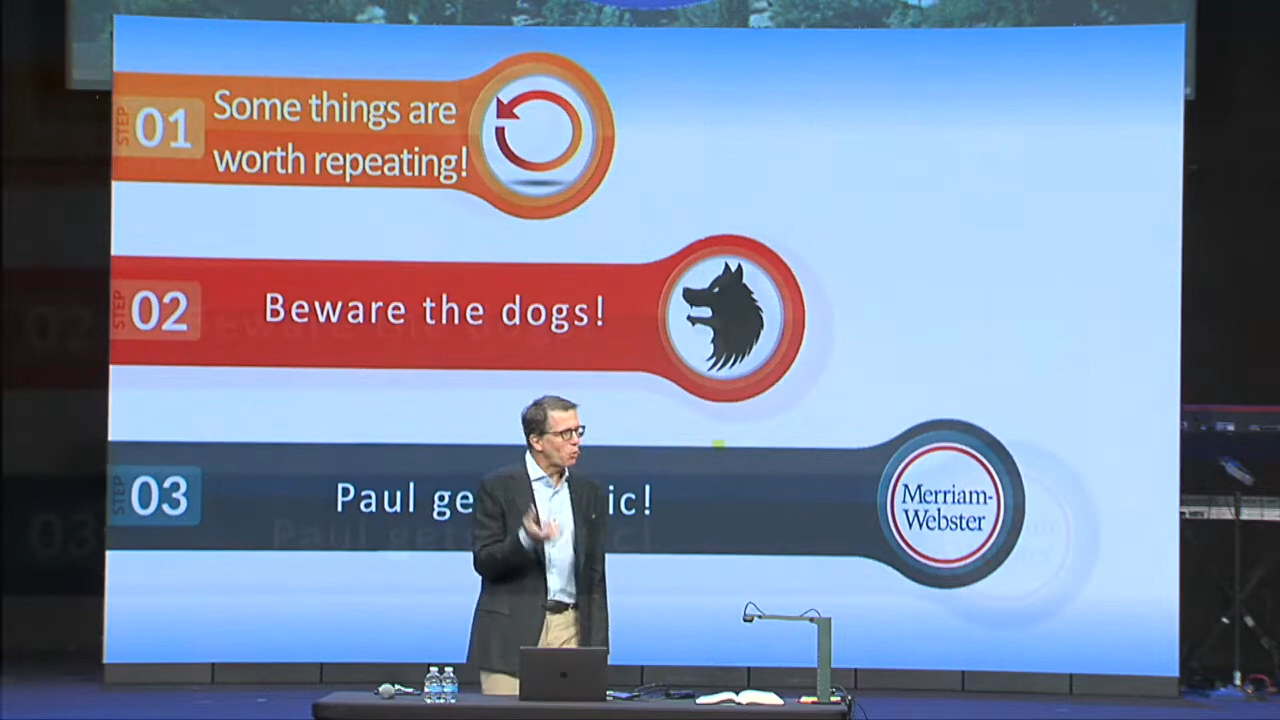 STEP
01
Some things are
worth repeating!
STEP
02
Beware the dogs!
STEP
03
Paul ge ic!
Merriam-
Webster